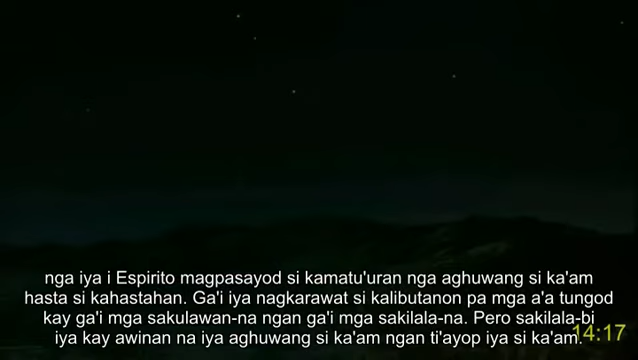 nga iya i Espirito magpasayod si kamatu'uran nga aghuwang si ka'am
hasta si kahastahan. Ga'i iya nagkarawat si kalibutanon pa mga a'a tungod
kay ga'i mga sakulawan-na ngan ga'i mga sakilala-na. Pero sakilala-bi
iya kay awinan na iya aghuwang si ka'am ngan ti'ayop iya si ka'am.
14:17